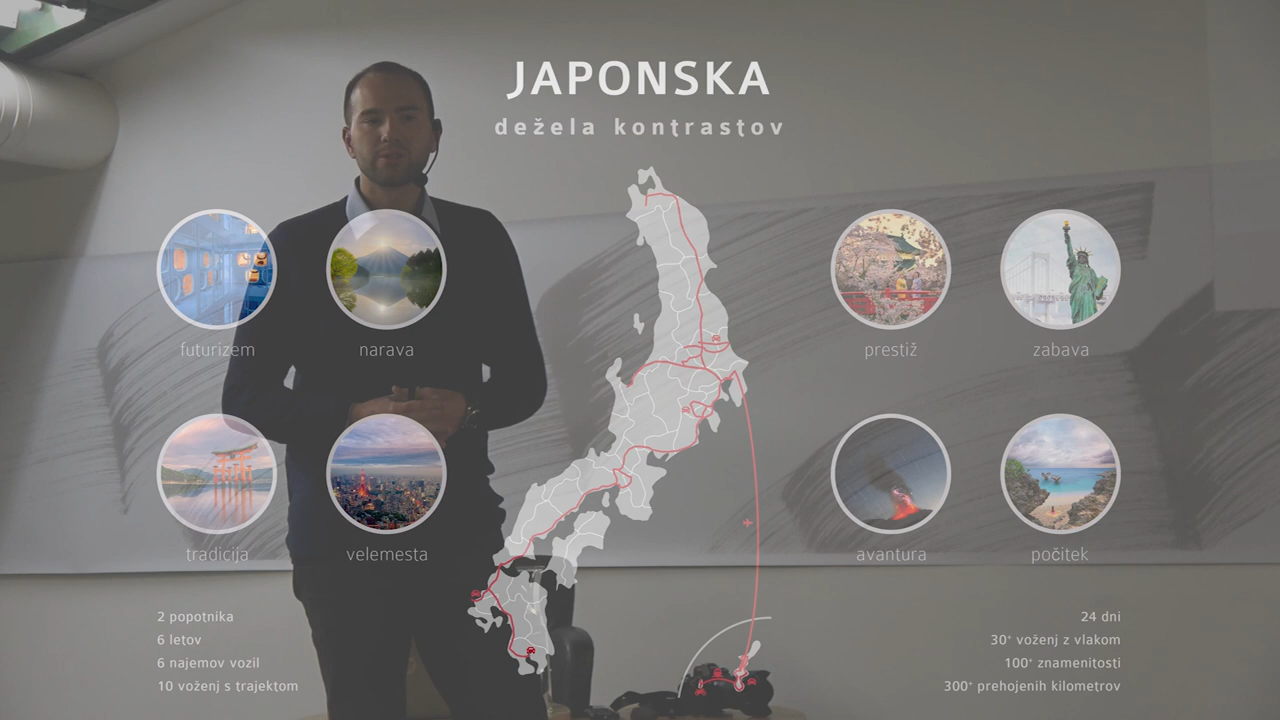 JAPONSKA
dežela kontrastov
futurizem
narava
prestiž
zabava
tradicija
velemesta
avantura
počitek
2 popotnika
6 letov
6 najemov vozil
10 voženj s trajektom
24 dni
30+ voženj z vlakom
100+ znamenitosti
300+ prehojenih kilometrov